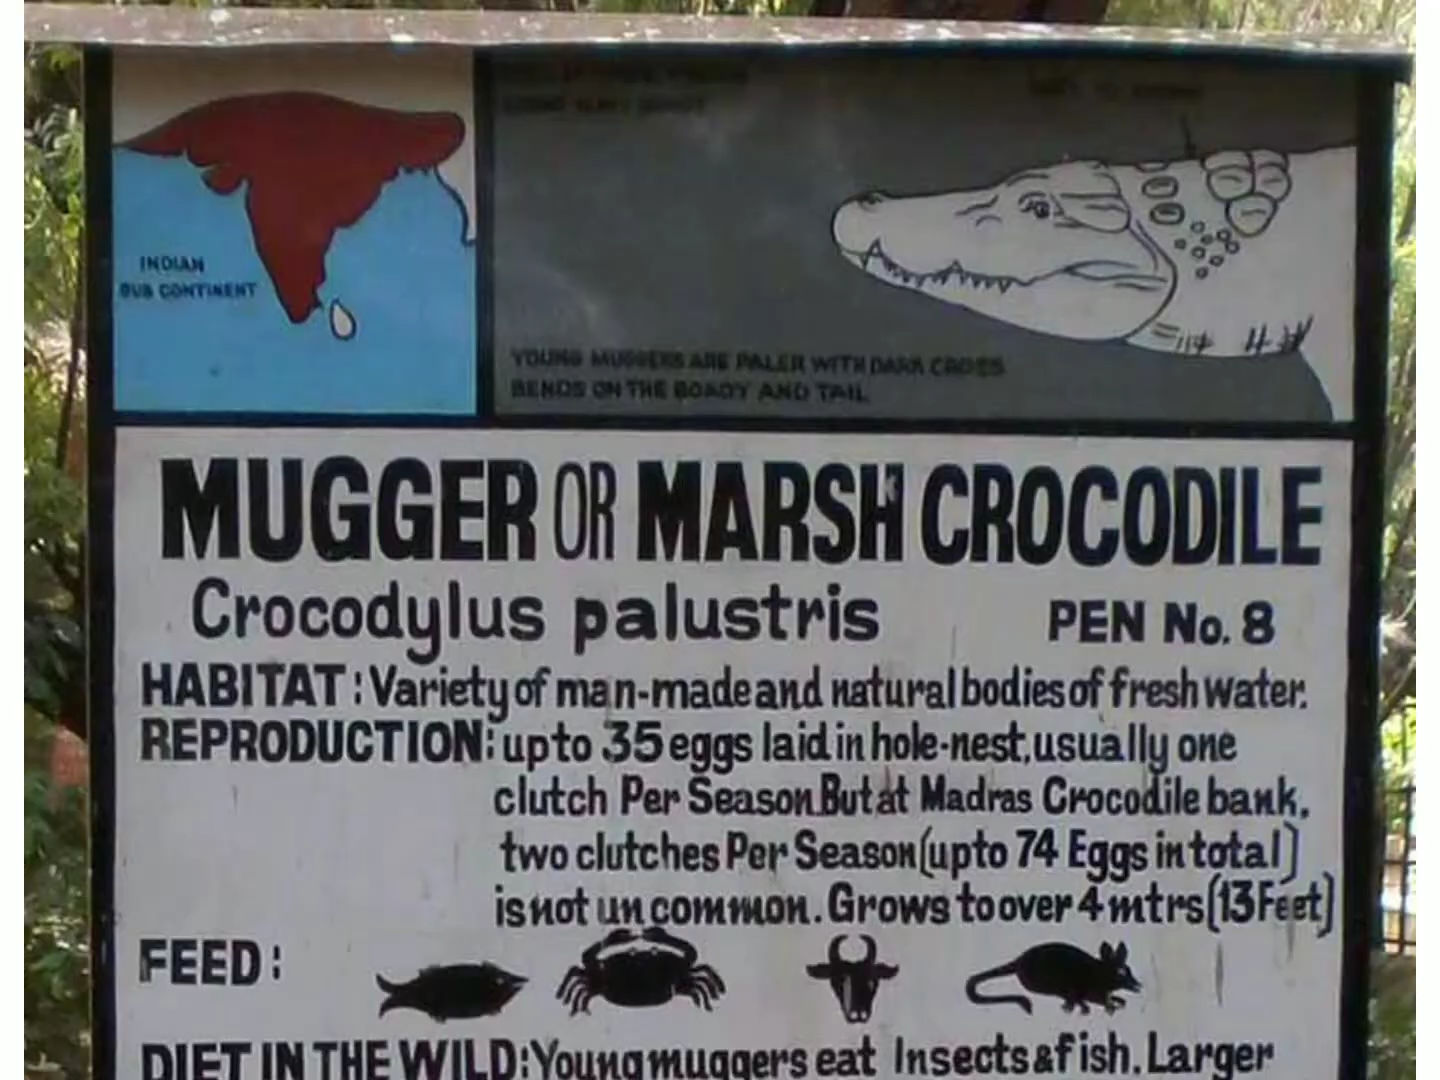 INDIAN
SUB CONTINENT
YOUNG MUGGERS ARE PALER WITH DARK CROSS
BENDS ON THE BOADY AND TAIL
MUGGER OR MARSH CROCODILE
Crocodylus palustris PEN No. 8
HABITAT: Variety of man-made and natural bodies of fresh water.
REPRODUCTION: upto 35 eggs laid in hole-nest, usually one
clutch Per Season. But at Madras Crocodile bank,
two clutches Per Season (upto 74 Eggs in total)
is not un common. Grows to over 4 mtrs (13 Feet)
FEED:
DIET IN THE WILD: Young muggers eat Insects & fish. Larger